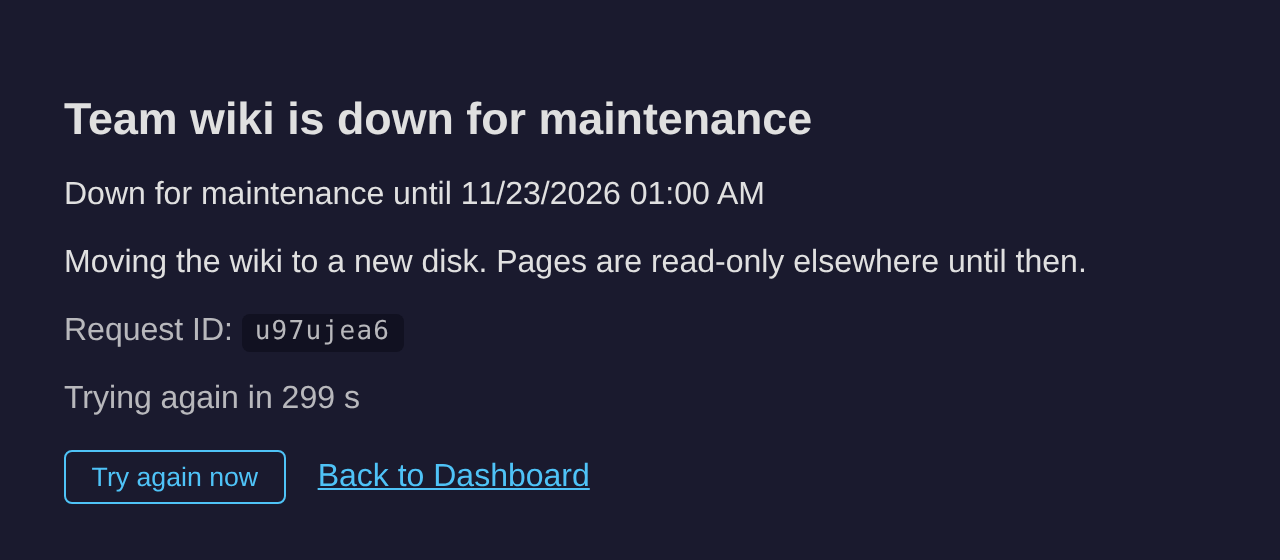 Team wiki is down for maintenance
Down for maintenance until 11/23/2026 01:00 AM
Moving the wiki to a new disk. Pages are read-only elsewhere until then.
Request ID: u97ujea6
Trying again in 299 s
Try again now Back to Dashboard